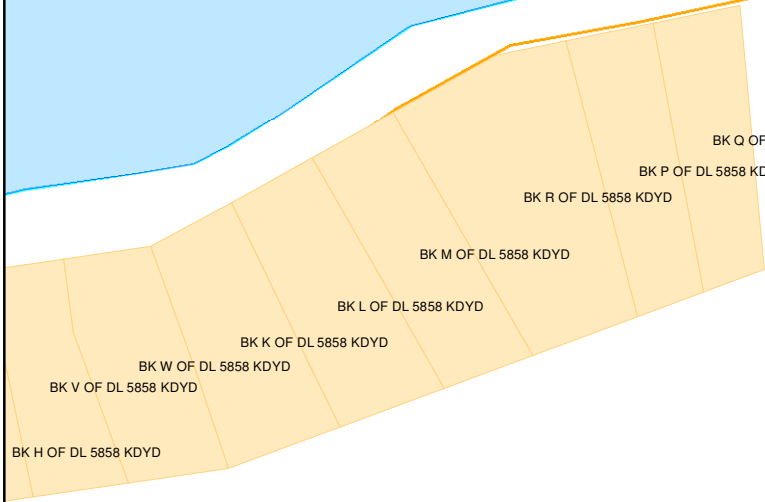 BK Q OF
BK P OF DL 5858 KD
BK R OF DL 5858 KDYD
BK M OF DL 5858 KDYD
BK L OF DL 5858 KDYD
BK K OF DL 5858 KDYD
BK W OF DL 5858 KDYD
BK V OF DL 5858 KDYD
BK H OF DL 5858 KDYD